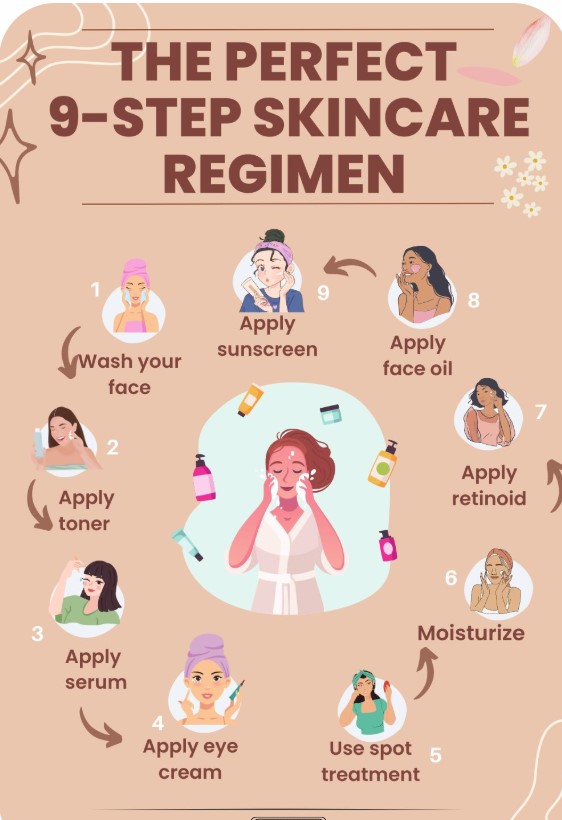 THE PERFECT
9-STEP SKINCARE
REGIMEN
1
Wash your
face
2
Apply
toner
3
Apply
serum
4
Apply eye
cream
5
Use spot
treatment
6
Moisturize
7
Apply
retinoid
8
Apply
face oil
9
Apply
sunscreen